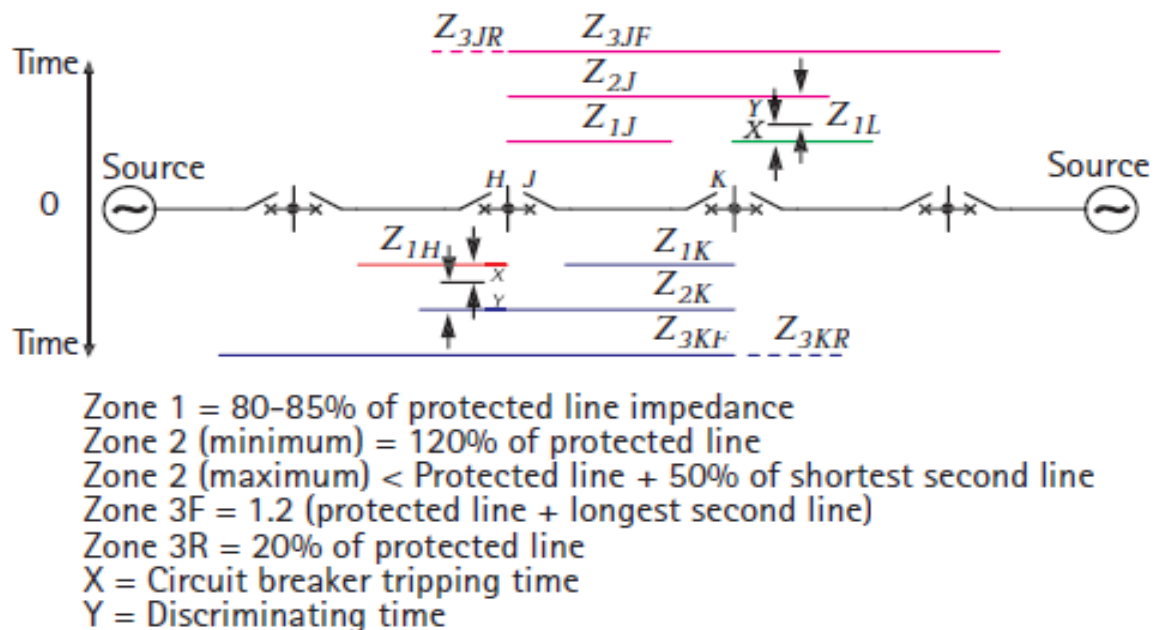 Z3JR Z3JF
Time
Z2J
Y
Z1J X Z1L
Source H J K Source
0
Z1H Z1K
X
Z2K
Y
Time Z3KF Z3KR
Zone 1 = 80-85% of protected line impedance
Zone 2 (minimum) = 120% of protected line
Zone 2 (maximum) < Protected line + 50% of shortest second line
Zone 3F = 1.2 (protected line + longest second line)
Zone 3R = 20% of protected line
X = Circuit breaker tripping time
Y = Discriminating time